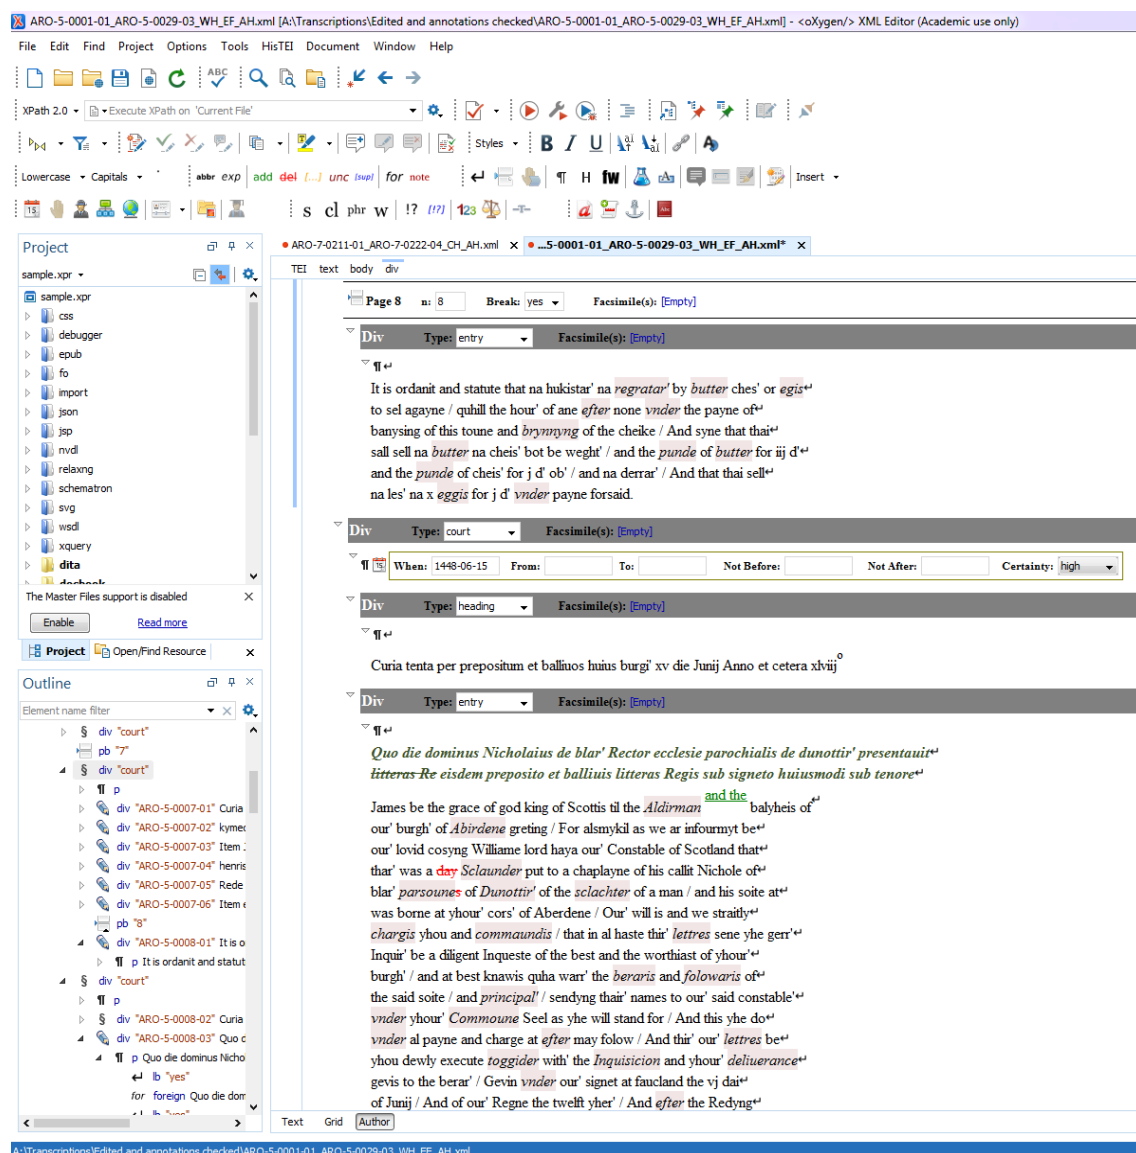 ARO-5-0001-01_ARO-5-0029-03_WH_EF_AH.xml [A:\Transcriptions\Edited and annotations checked\ARO-5-0001-01_ARO-5-0029-03_WH_EF_AH.xml] - <oXygen/> XML Editor (Academic use only)
File Edit Find Project Options Tools HisTEI Document Window Help
ABC
XPath 2.0 Execute XPath on 'Current File'
Styles B I U
Lowercase Capitals abbr exp add del [...] unc [sup] for note ¶ H fw Insert
15 s cl phr w !? [!?] 123 a
Project
ARO-7-0211-01_ARO-7-0222-04_CH_AH.xml × ...5-0001-01_ARO-5-0029-03_WH_EF_AH.xml* ×
sample.xpr
TEI text body div
sample.xpr
css
debugger
epub
fo
import
json
jsp
nvdl
relaxng
schematron
svg
wsdl
xquery
dita
docbook
The Master Files support is disabled ×
Enable Read more
Project Open/Find Resource ×
Outline
Element name filter
§ div "court"
pb "7"
§ div "court"
¶ p
div "ARO-5-0007-01" Curia
div "ARO-5-0007-02" kymec
div "ARO-5-0007-03" Item J
div "ARO-5-0007-04" henris
div "ARO-5-0007-05" Rede
div "ARO-5-0007-06" Item e
pb "8"
div "ARO-5-0008-01" It is o
¶ p It is ordanit and statut
§ div "court"
¶ p
§ div "ARO-5-0008-02" Curia
div "ARO-5-0008-03" Quo d
¶ p Quo die dominus Nicho
↵ lb "yes"
for foreign Quo die dom
↵ lb "yes"
Page 8 n: 8 Break: yes Facsimile(s): [Empty]
Div Type: entry Facsimile(s): [Empty]
¶↵
It is ordanit and statute that na hukistar' na regratar' by butter ches' or egis↵
to sel agayne / quhill the hour' of ane efter none vnder the payne of↵
banysing of this toune and brynnyng of the cheike / And syne that thai↵
sall sell na butter na cheis' bot be weght' / and the punde of butter for iij d'↵
and the punde of cheis' for j d' ob' / and na derrar' / And that thai sell↵
na les' na x eggis for j d' vnder payne forsaid.
Div Type: court Facsimile(s): [Empty]
¶ 15 When: 1448-06-15 From: To: Not Before: Not After: Certainty: high
Div Type: heading Facsimile(s): [Empty]
¶↵
Curia tenta per prepositum et balliuos huius burgi' xv die Junij Anno et cetera xlviij o
Div Type: entry Facsimile(s): [Empty]
¶↵
Quo die dominus Nicholaius de blar' Rector ecclesie parochialis de dunottir' presentauit↵
litteras Re eisdem preposito et balliuis litteras Regis sub signeto huiusmodi sub tenore↵
James be the grace of god king of Scottis til the Aldirman and the balyheis of↵
our' burgh' of Abirdene greting / For alsmykil as we ar infourmyt be↵
our' lovid cosyng Williame lord haya our' Constable of Scotland that↵
thar' was a day Sclaunder put to a chaplayne of his callit Nichole of↵
blar' parsounes of Dunottir' of the sclachter of a man / and his soite at↵
was borne at yhour' cors' of Aberdene / Our' will is and we straitly↵
chargis yhou and commaundis / that in al haste thir' lettres sene yhe gerr'↵
Inquir' be a diligent Inqueste of the best and the worthiast of yhour'↵
burgh' / and at best knawis quha warr' the beraris and folowaris of↵
the said soite / and principal' / sendyng thair' names to our' said constable'↵
vnder yhour' Commoune Seel as yhe will stand for / And this yhe do↵
vnder al payne and charge at efter may folow / And thir' our' lettres be↵
yhou dewly execute toggider with' the Inquisicion and yhour' deliuerance↵
gevis to the berar' / Gevin vnder our' signet at faucland the vj dai↵
of Junij / And of our' Regne the twelft yher' / And efter the Redyng↵
Text Grid Author
A:\Transcriptions\Edited and annotations checked\ARO-5-0001-01_ARO-5-0029-03_WH_EF_AH.xml